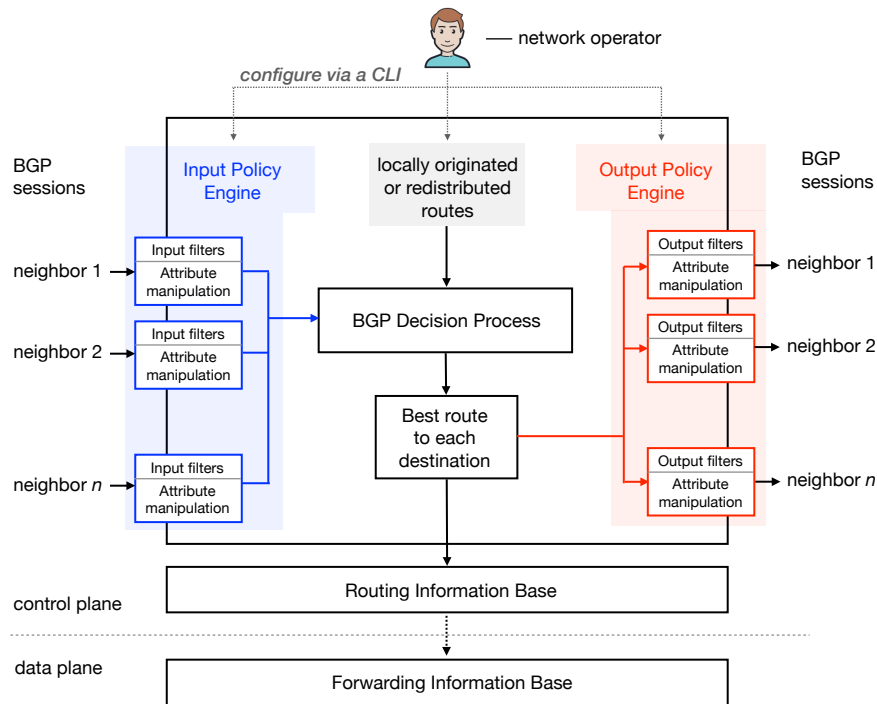 network operator
configure via a CLI
BGP
sessions
Input Policy
Engine
locally originated
or redistributed
routes
Output Policy
Engine
BGP
sessions
neighbor 1
Input filters
Attribute
manipulation
neighbor 2
Input filters
Attribute
manipulation
neighbor n
Input filters
Attribute
manipulation
BGP Decision Process
Best route
to each
destination
Output filters
Attribute
manipulation
neighbor 1
Output filters
Attribute
manipulation
neighbor 2
Output filters
Attribute
manipulation
neighbor n
Routing Information Base
control plane
data plane
Forwarding Information Base